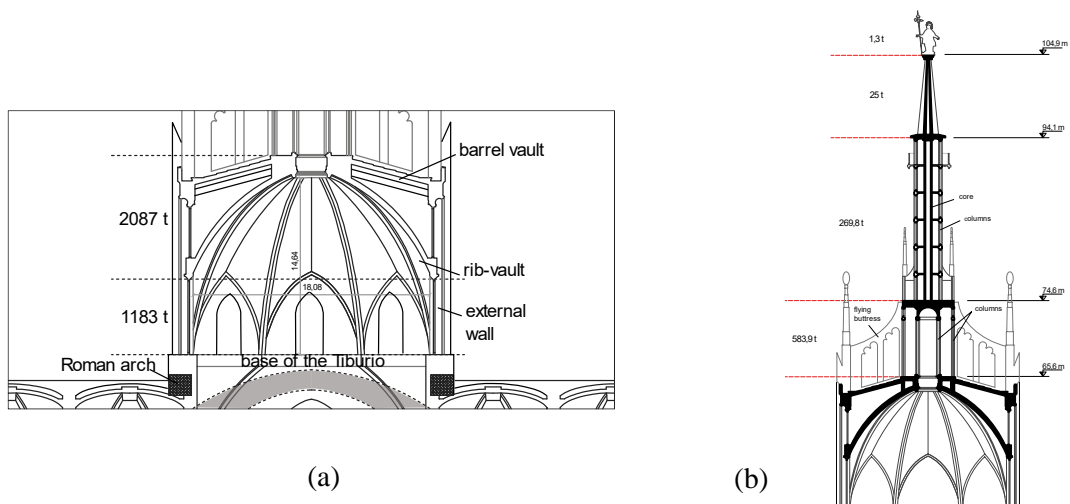 barrel vault
2087 t
14,64
rib-vault
18,08
1183 t
external
wall
Roman arch
base of the Tiburio
(a)
1,3 t
104,9 m
25 t
94,1 m
core
columns
269,8 t
74,6 m
flying
buttress
columns
583,9 t
65,6 m
(b)